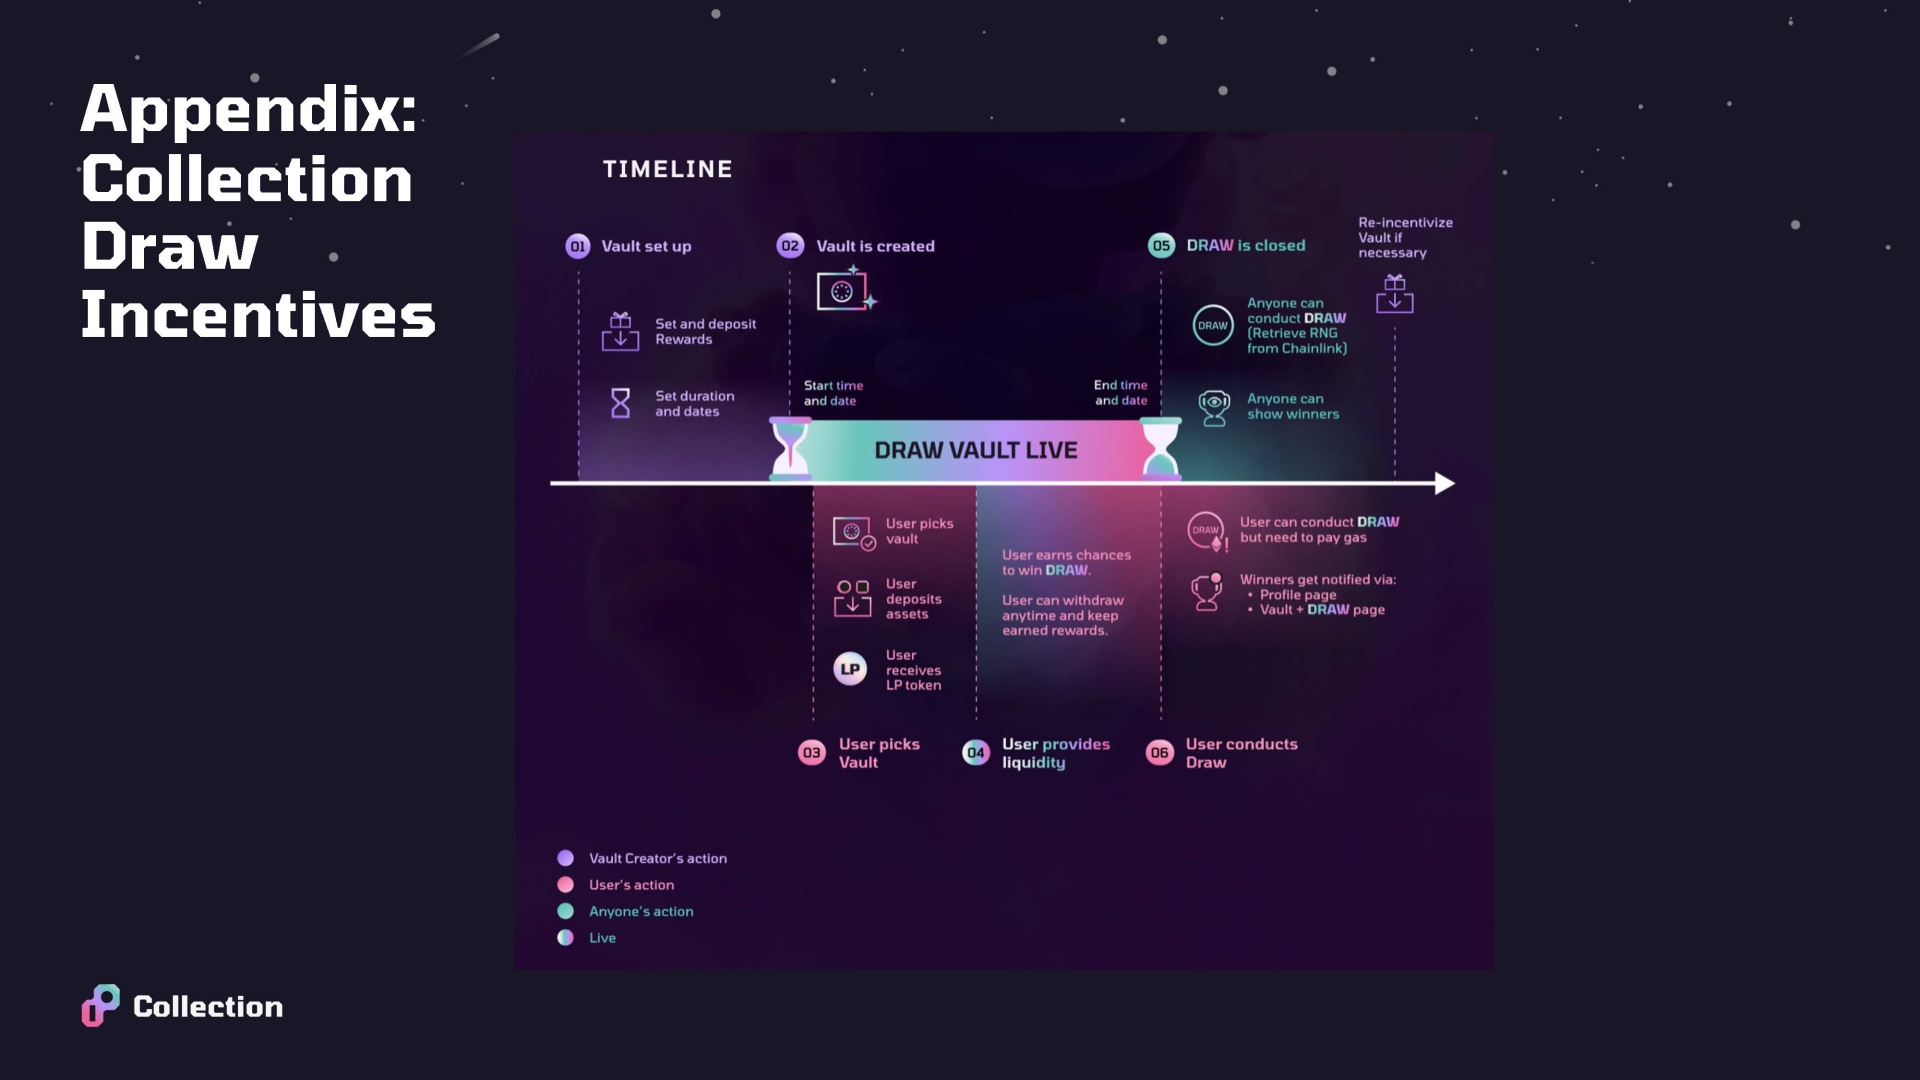 Appendix:
Collection
Draw
Incentives
TIMELINE
01 Vault set up
Set and deposit
Rewards
Set duration
and dates
02 Vault is created
Start time
and date
End time
and date
05 DRAW is closed
DRAW
Anyone can
conduct DRAW
(Retrieve RNG
from Chainlink)
Anyone can
show winners
Re-incentivize
Vault if
necessary
DRAW VAULT LIVE
User picks
vault
User
deposits
assets
LP
User
receives
LP token
User earns chances
to win DRAW.
User can withdraw
anytime and keep
earned rewards.
DRAW
User can conduct DRAW
but need to pay gas
Winners get notified via:
• Profile page
• Vault + DRAW page
03 User picks
Vault
04 User provides
liquidity
06 User conducts
Draw
Vault Creator's action
User's action
Anyone's action
Live
Collection